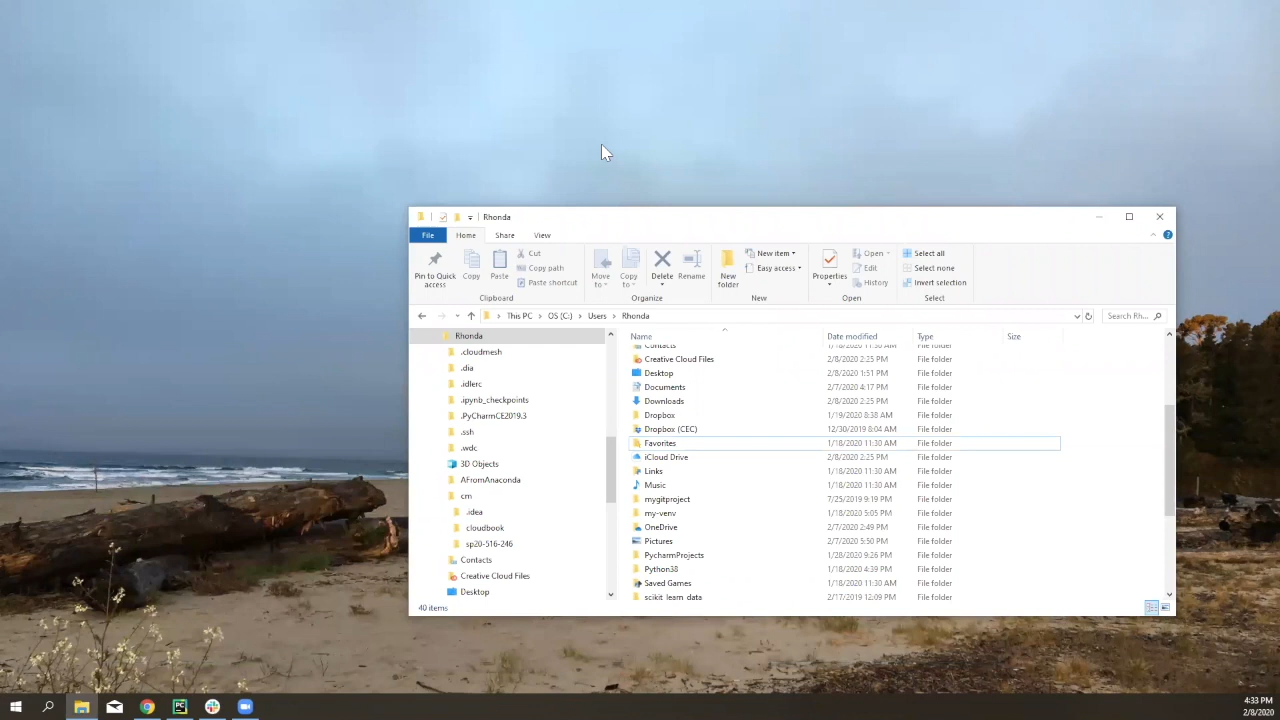 Rhonda
File Home Share View
Pin to Quick access
Copy
Paste
Cut
Copy path
Paste shortcut
Move to
Copy to
Delete
Rename
New folder
New item
Easy access
Properties
Open
Edit
History
Select all
Select none
Invert selection
Clipboard Organize New Open Select
This PC OS (C:) Users Rhonda Search Rh...
Rhonda
.cloudmesh
.dia
.idlerc
.ipynb_checkpoints
.PyCharmCE2019.3
.ssh
.wdc
3D Objects
AFromAnaconda
cm
.idea
cloudbook
sp20-516-246
Contacts
Creative Cloud Files
Desktop
Name Date modified Type Size
Contacts 1/18/2020 11:30 AM File folder
Creative Cloud Files 2/8/2020 2:25 PM File folder
Desktop 2/8/2020 1:51 PM File folder
Documents 2/7/2020 4:17 PM File folder
Downloads 2/8/2020 2:25 PM File folder
Dropbox 1/19/2020 8:38 AM File folder
Dropbox (CEC) 12/30/2019 8:04 AM File folder
Favorites 1/18/2020 11:30 AM File folder
iCloud Drive 2/8/2020 2:25 PM File folder
Links 1/18/2020 11:30 AM File folder
Music 1/18/2020 11:30 AM File folder
mygitproject 7/25/2019 9:19 PM File folder
my-venv 1/18/2020 5:05 PM File folder
OneDrive 2/7/2020 2:49 PM File folder
Pictures 2/7/2020 5:50 PM File folder
PycharmProjects 1/28/2020 9:26 PM File folder
Python38 1/18/2020 4:39 PM File folder
Saved Games 1/18/2020 11:30 AM File folder
scikit_learn_data 2/17/2019 12:09 PM File folder
40 items
PC
4:33 PM
2/8/2020